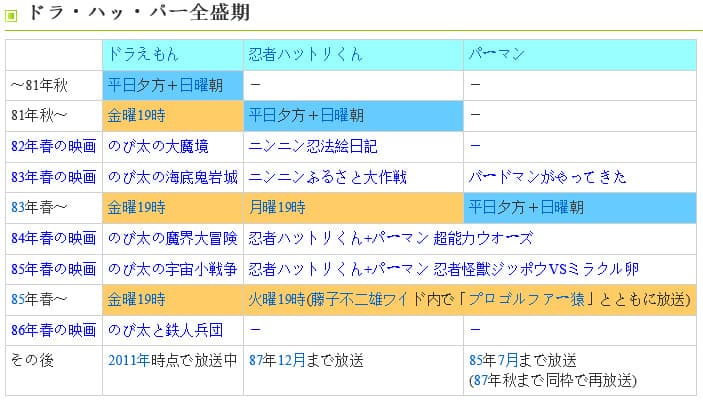 ドラ・ハッ・パー全盛期
ドラえもん 忍者ハットリくん パーマン
～81年秋 平日夕方＋日曜朝 － －
81年秋～ 金曜19時 平日夕方＋日曜朝 －
82年春の映画 のび太の大魔境 ニンニン忍法絵日記 －
83年春の映画 のび太の海底鬼岩城 ニンニンふるさと大作戦 バードマンがやってきた
83年春～ 金曜19時 月曜19時 平日夕方＋日曜朝
84年春の映画 のび太の魔界大冒険 忍者ハットリくん+パーマン 超能力ウオーズ
85年春の映画 のび太の宇宙小戦争 忍者ハットリくん+パーマン 忍者怪獣ジッポウVSミラクル卵
85年春～ 金曜19時 火曜19時(藤子不二雄ワイド内で「プロゴルファー猿」とともに放送)
86年春の映画 のび太と鉄人兵団 － －
その後 2011年時点で放送中 87年12月まで放送 85年7月まで放送
(87年秋まで同枠で再放送)